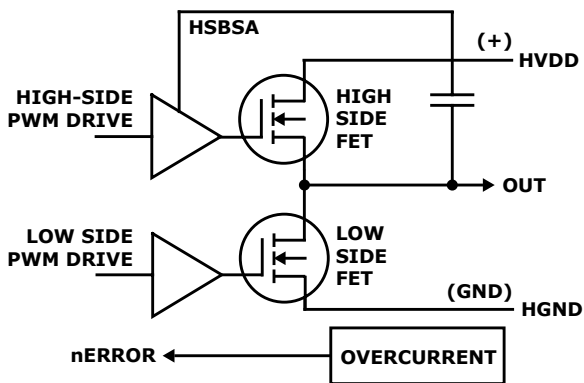 HSBSA
(+)
HVDD
HIGH-SIDE
PWM DRIVE
HIGH
SIDE
FET
OUT
LOW SIDE
PWM DRIVE
LOW
SIDE
FET
(GND)
HGND
nERROR
OVERCURRENT